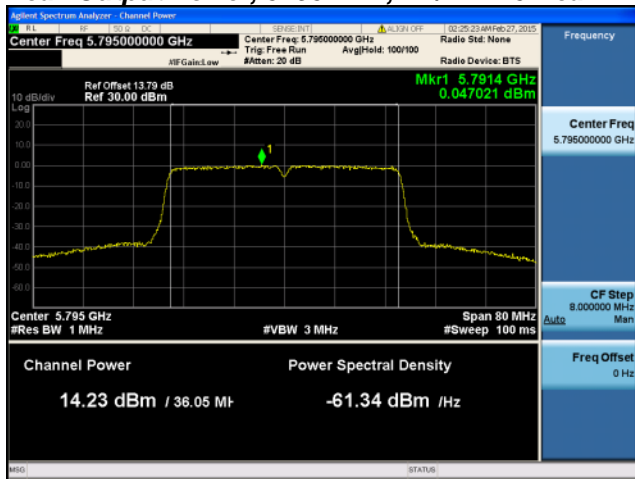 Agilent Spectrum Analyzer - Channel Power
RL RF 50 Ω DC SENSE:INT ALIGN OFF 02:25:23 AM Feb 27, 2015
Center Freq 5.795000000 GHz
Center Freq: 5.795000000 GHz
Radio Std: None
Trig: Free Run Avg|Hold: 100/100
#IFGain:Low
#Atten: 20 dB
Radio Device: BTS
Mkr1 5.7914 GHz
0.047021 dBm
Ref Offset 13.79 dB
10 dB/div Ref 30.00 dBm
Log
20.0
1
10.0
0.00
-10.0
-20.0
-30.0
-40.0
-50.0
-60.0
Center 5.795 GHz Span 80 MHz
#Res BW 1 MHz #VBW 3 MHz #Sweep 100 ms
Channel Power Power Spectral Density
14.23 dBm / 36.05 MH -61.34 dBm /Hz
MSG STATUS
Frequency
Center Freq
5.795000000 GHz
CF Step
8.000000 MHz
Auto Man
Freq Offset
0 Hz